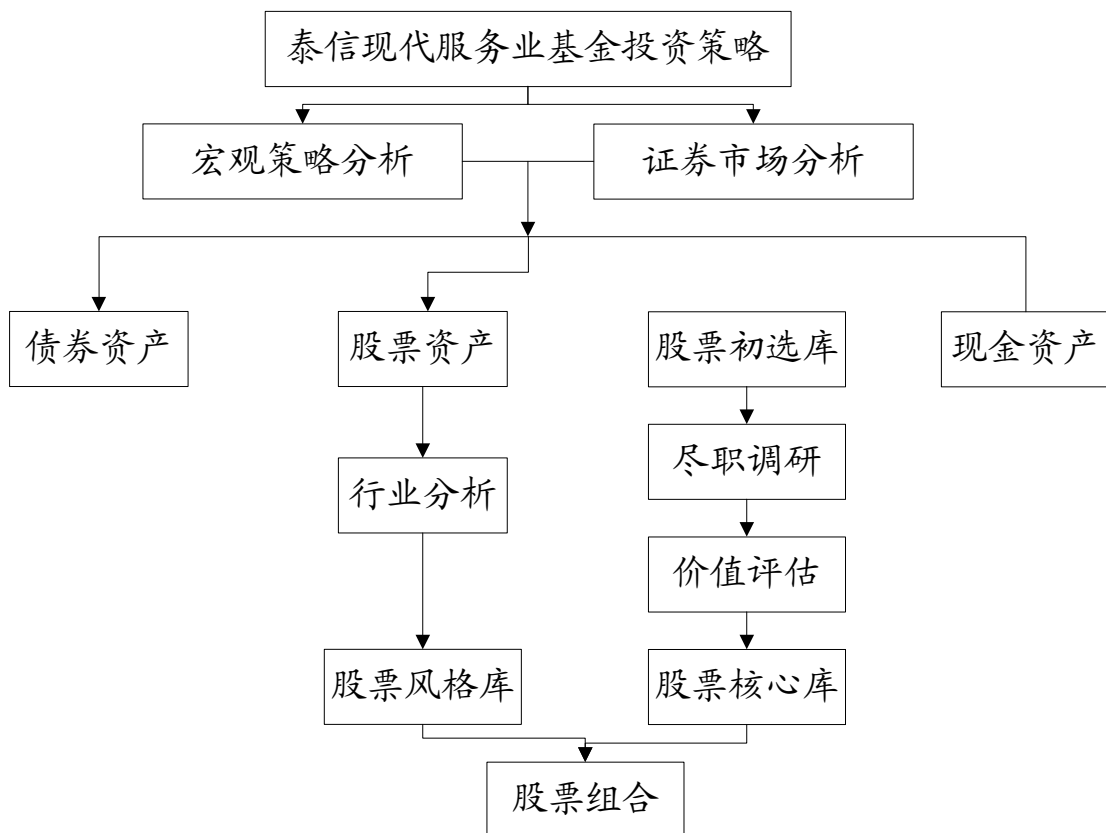 泰信现代服务业基金投资策略
宏观策略分析
证券市场分析
债券资产
股票资产
股票初选库
现金资产
尽职调研
行业分析
价值评估
股票风格库
股票核心库
股票组合